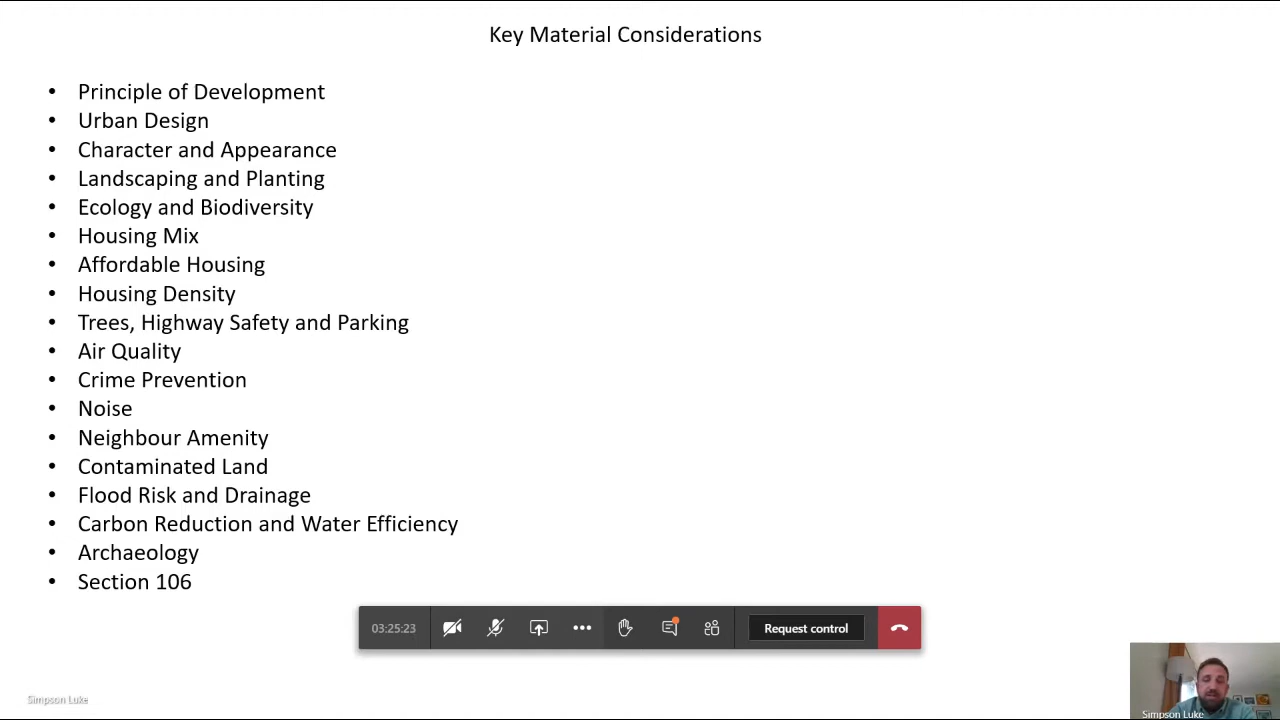 Key Material Considerations
• Principle of Development
• Urban Design
• Character and Appearance
• Landscaping and Planting
• Ecology and Biodiversity
• Housing Mix
• Affordable Housing
• Housing Density
• Trees, Highway Safety and Parking
• Air Quality
• Crime Prevention
• Noise
• Neighbour Amenity
• Contaminated Land
• Flood Risk and Drainage
• Carbon Reduction and Water Efficiency
• Archaeology
• Section 106
03:25:23
Request control
Simpson Luke
Simpson Luke